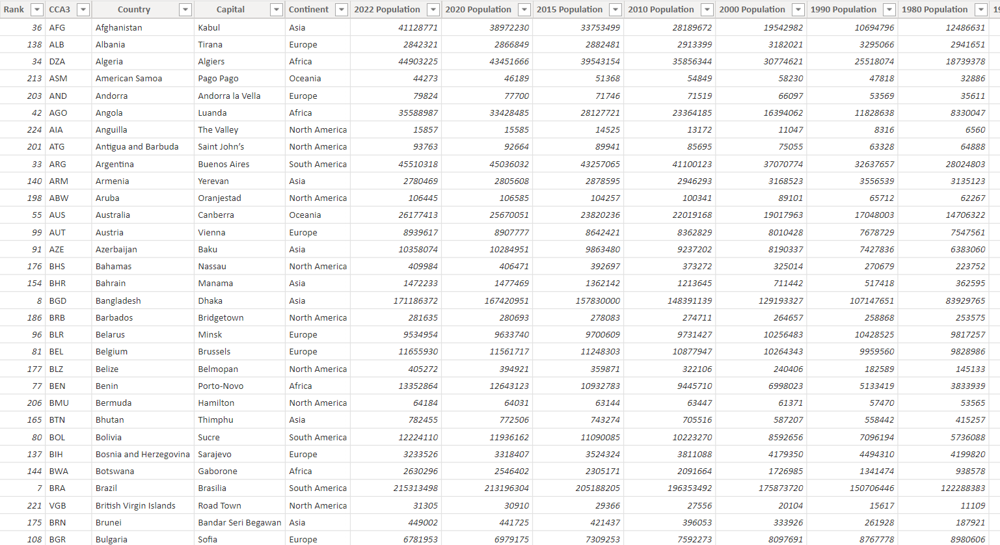 Rank CCA3 Country Capital Continent 2022 Population 2020 Population 2015 Population 2010 Population 2000 Population 1990 Population 1980 Population
36 AFG Afghanistan Kabul Asia 41128771 38972230 33753499 28189672 19542982 10694796 12486631
138 ALB Albania Tirana Europe 2842321 2866849 2882481 2913399 3182021 3295066 2941651
34 DZA Algeria Algiers Africa 44903225 43451666 39543154 35856344 30774621 25518074 18739378
213 ASM American Samoa Pago Pago Oceania 44273 46189 51368 54849 58230 47818 32886
203 AND Andorra Andorra la Vella Europe 79824 77700 71746 71519 66097 53569 35611
42 AGO Angola Luanda Africa 35588987 33428485 28127721 23364185 16394062 11828638 8330047
224 AIA Anguilla The Valley North America 15857 15585 14525 13172 11047 8316 6560
201 ATG Antigua and Barbuda Saint John’s North America 93763 92664 89941 85695 75055 63328 64888
33 ARG Argentina Buenos Aires South America 45510318 45036032 43257065 41100123 37070774 32637657 28024803
140 ARM Armenia Yerevan Asia 2780469 2805608 2878595 2946293 3168523 3556539 3135123
198 ABW Aruba Oranjestad North America 106445 106585 104257 100341 89101 65712 62267
55 AUS Australia Canberra Oceania 26177413 25670051 23820236 22019168 19017963 17048003 14706322
99 AUT Austria Vienna Europe 8939617 8907777 8642421 8362829 8010428 7678729 7547561
91 AZE Azerbaijan Baku Asia 10358074 10284951 9863480 9237202 8190337 7427836 6383060
176 BHS Bahamas Nassau North America 409984 406471 392697 373272 325014 270679 223752
154 BHR Bahrain Manama Asia 1472233 1477469 1362142 1213645 711442 517418 362595
8 BGD Bangladesh Dhaka Asia 171186372 167420951 157830000 148391139 129193327 107147651 83929765
186 BRB Barbados Bridgetown North America 281635 280693 278083 274711 264657 258868 253575
96 BLR Belarus Minsk Europe 9534954 9633740 9700609 9731427 10256483 10428525 9817257
81 BEL Belgium Brussels Europe 11655930 11561717 11248303 10877947 10264343 9959560 9828986
177 BLZ Belize Belmopan North America 405272 394921 359871 322106 240406 182589 145133
77 BEN Benin Porto-Novo Africa 13352864 12643123 10932783 9445710 6998023 5133419 3833939
206 BMU Bermuda Hamilton North America 64184 64031 63144 63447 61371 57470 53565
165 BTN Bhutan Thimphu Asia 782455 772506 743274 705516 587207 558442 415257
80 BOL Bolivia Sucre South America 12224110 11936162 11090085 10223270 8592656 7096194 5736088
137 BIH Bosnia and Herzegovina Sarajevo Europe 3233526 3318407 3524324 3811088 4179350 4494310 4199820
144 BWA Botswana Gaborone Africa 2630296 2546402 2305171 2091664 1726985 1341474 938578
7 BRA Brazil Brasilia South America 215313498 213196304 205188205 196353492 175873720 150706446 122288383
221 VGB British Virgin Islands Road Town North America 31305 30910 29366 27556 20104 15617 11109
175 BRN Brunei Bandar Seri Begawan Asia 449002 441725 421437 396053 333926 261928 187921
108 BGR Bulgaria Sofia Europe 6781953 6979175 7309253 7592273 8097691 8767778 8980606